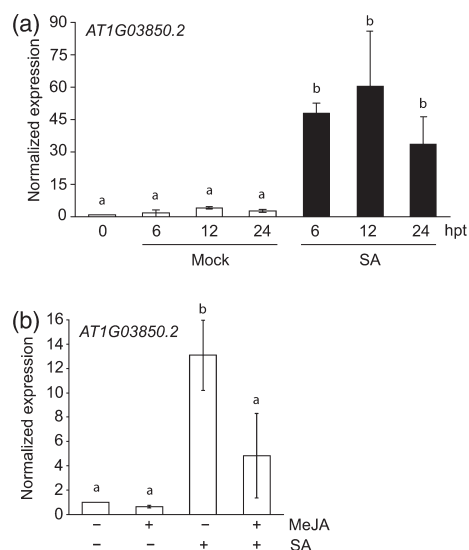 (a)
AT1G03850.2
Normalized expression
90
75
60
45
30
15
0
a a a a b b b
0 6 12 24 6 12 24 hpt
Mock SA
(b)
AT1G03850.2
Normalized expression
16
14
12
10
8
6
4
2
0
a a b a
– + – + MeJA
– – + + SA